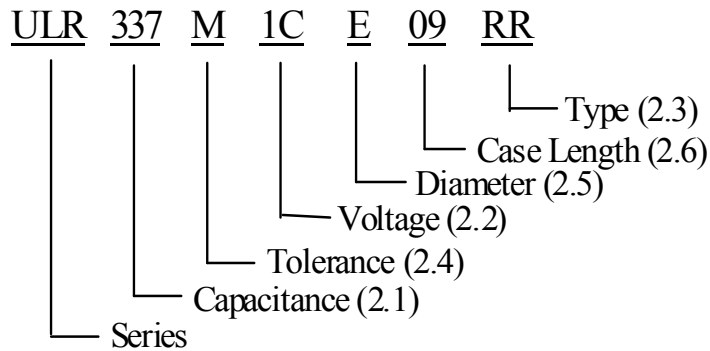 ULR 337 M 1C E 09 RR
Type (2.3)
Case Length (2.6)
Diameter (2.5)
Voltage (2.2)
Tolerance (2.4)
Capacitance (2.1)
Series